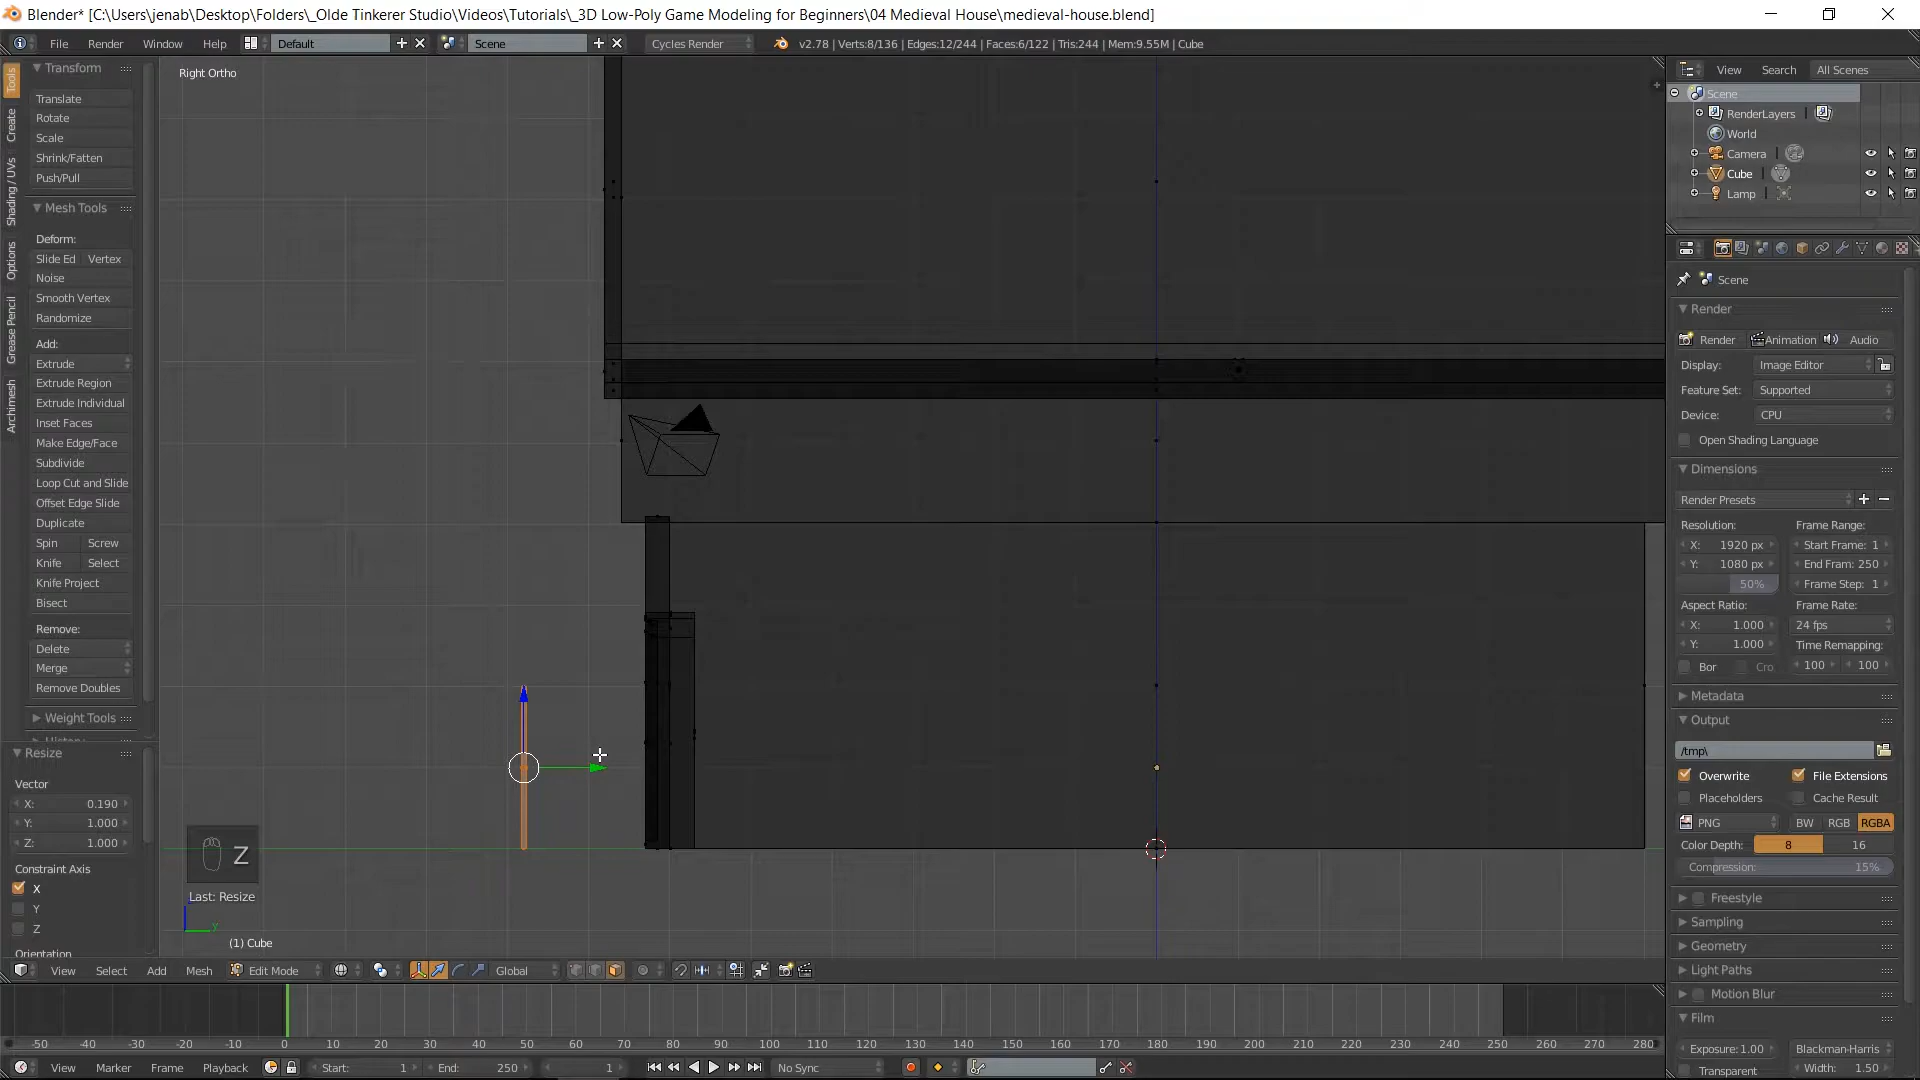 Blender* [C:\Users\jenab\Desktop\Folders\_Olde Tinkerer Studio\Videos\Tutorials\_3D Low-Poly Game Modeling for Beginners\04 Medieval House\medieval-house.blend]
File Render Window Help Default Scene Cycles Render v2.78 | Verts:8/136 | Edges:12/244 | Faces:6/122 | Tris:244 | Mem:9.55M | Cube
Tools
Create
Shading / UVs
Options
Grease Pencil
Archimesh
Transform
Translate
Rotate
Scale
Shrink/Fatten
Push/Pull
Mesh Tools
Deform:
Slide Ed Vertex
Noise
Smooth Vertex
Randomize
Add:
Extrude
Extrude Region
Extrude Individual
Inset Faces
Make Edge/Face
Subdivide
Loop Cut and Slide
Offset Edge Slide
Duplicate
Spin Screw
Knife Select
Knife Project
Bisect
Remove:
Delete
Merge
Remove Doubles
Weight Tools
Resize
Vector
X: 0.190
Y: 1.000
Z: 1.000
Constraint Axis
X
Y
Z
Orientation
Right Ortho
Z
Last: Resize
(1) Cube
View Select Add Mesh Edit Mode Global
View Search All Scenes
Scene
RenderLayers
World
Camera
Cube
Lamp
Scene
Render
Render Animation Audio
Display: Image Editor
Feature Set: Supported
Device: CPU
Open Shading Language
Dimensions
Render Presets
Resolution: Frame Range:
X: 1920 px Start Frame: 1
Y: 1080 px End Fram: 250
50% Frame Step: 1
Aspect Ratio: Frame Rate:
X: 1.000 24 fps
Y: 1.000 Time Remapping:
Bor Cro 100 100
Metadata
Output
/tmp\
Overwrite File Extensions
Placeholders Cache Result
PNG BW RGB RGBA
Color Depth: 8 16
Compression: 15%
Freestyle
Sampling
Geometry
Light Paths
Motion Blur
Film
Exposure: 1.00 Blackman-Harris
Transparent Width: 1.50
-50 -40 -30 -20 -10 0 10 20 30 40 50 60 70 80 90 100 110 120 130 140 150 160 170 180 190 200 210 220 230 240 250 260 270 280
View Marker Frame Playback Start: 1 End: 250 1 No Sync